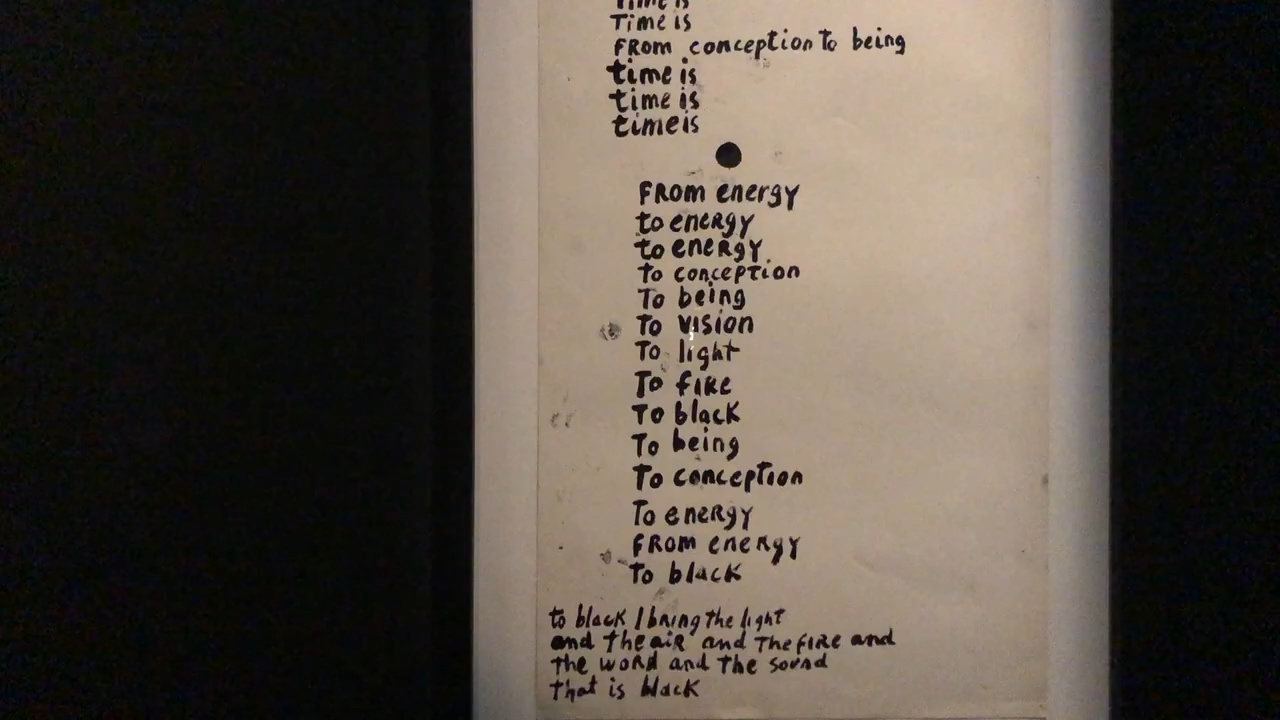 Time is
Time is
FROM conception to being
time is
time is
time is
FROM energy
to energy
to energy
To conception
To being
To vision
To light
To fire
To black
To being
To conception
To energy
FROM energy
To black
to black I bring the light
and the air and the fire and
the word and the sound
that is black